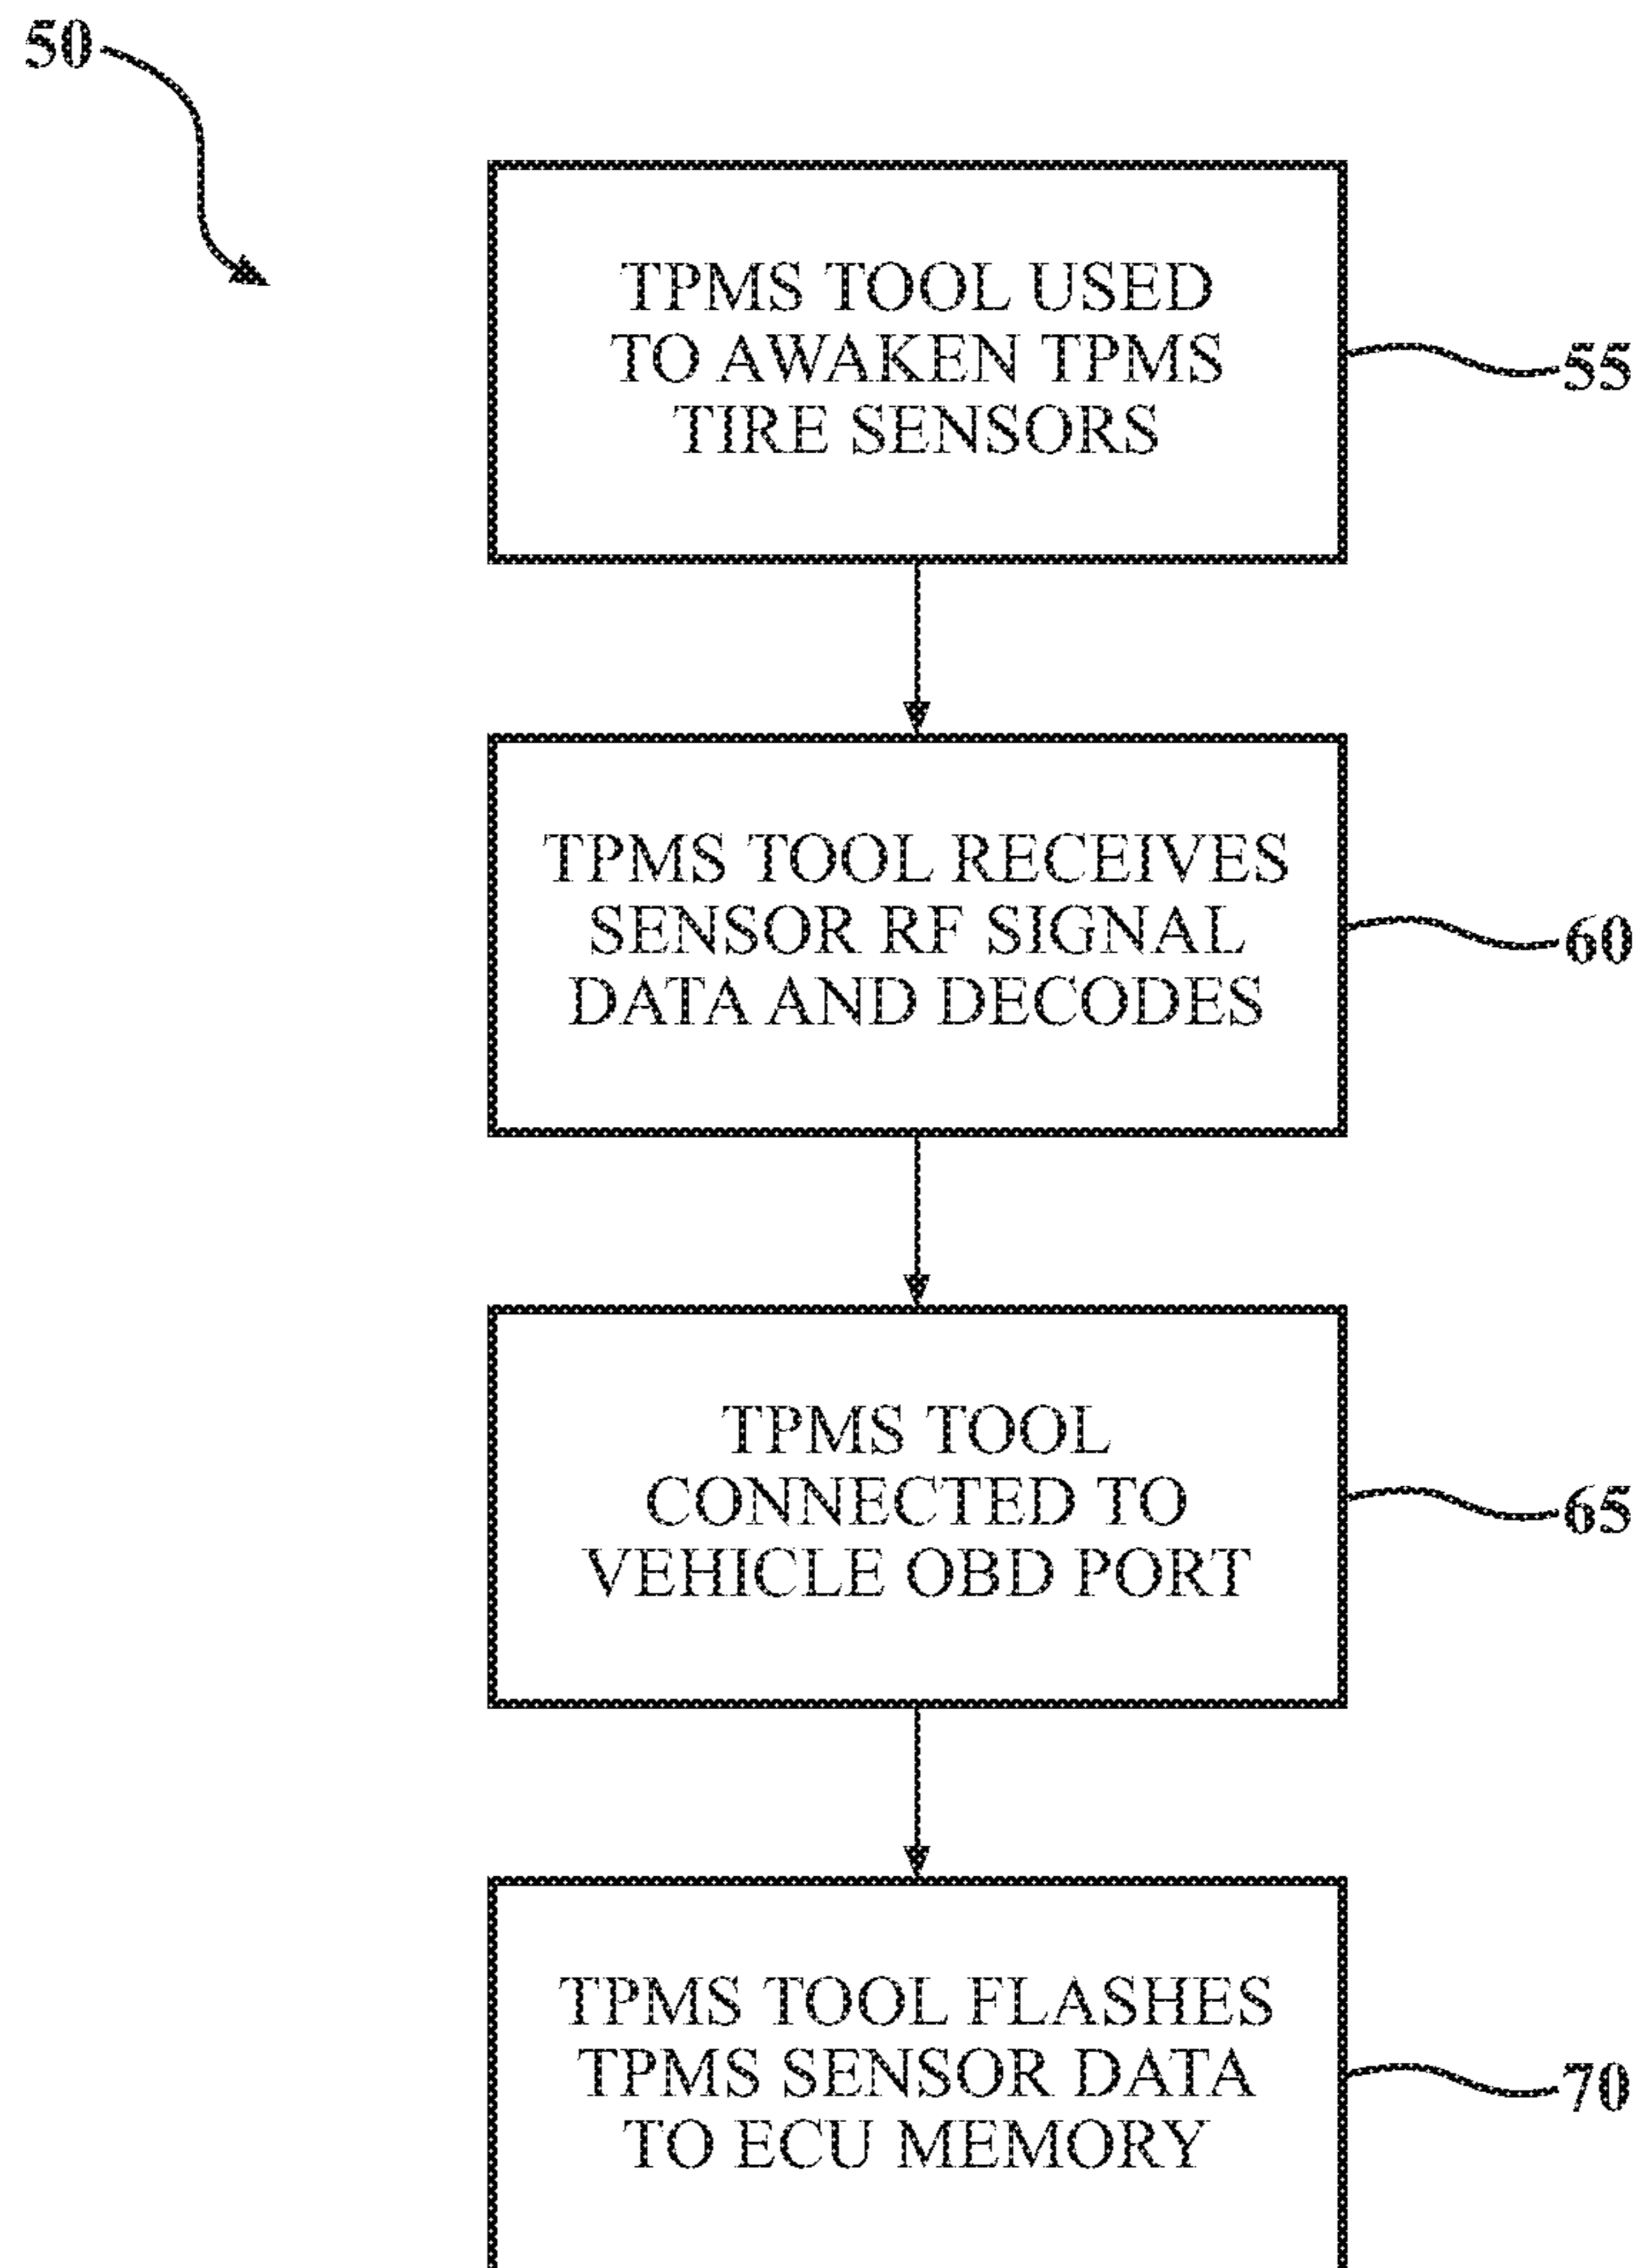 50
TPMS TOOL USED
TO AWAKEN TPMS
TIRE SENSORS
55
TPMS TOOL RECEIVES
SENSOR RF SIGNAL
DATA AND DECODES
60
TPMS TOOL
CONNECTED TO
VEHICLE OBD PORT
65
TPMS TOOL FLASHES
TPMS SENSOR DATA
TO ECU MEMORY
70